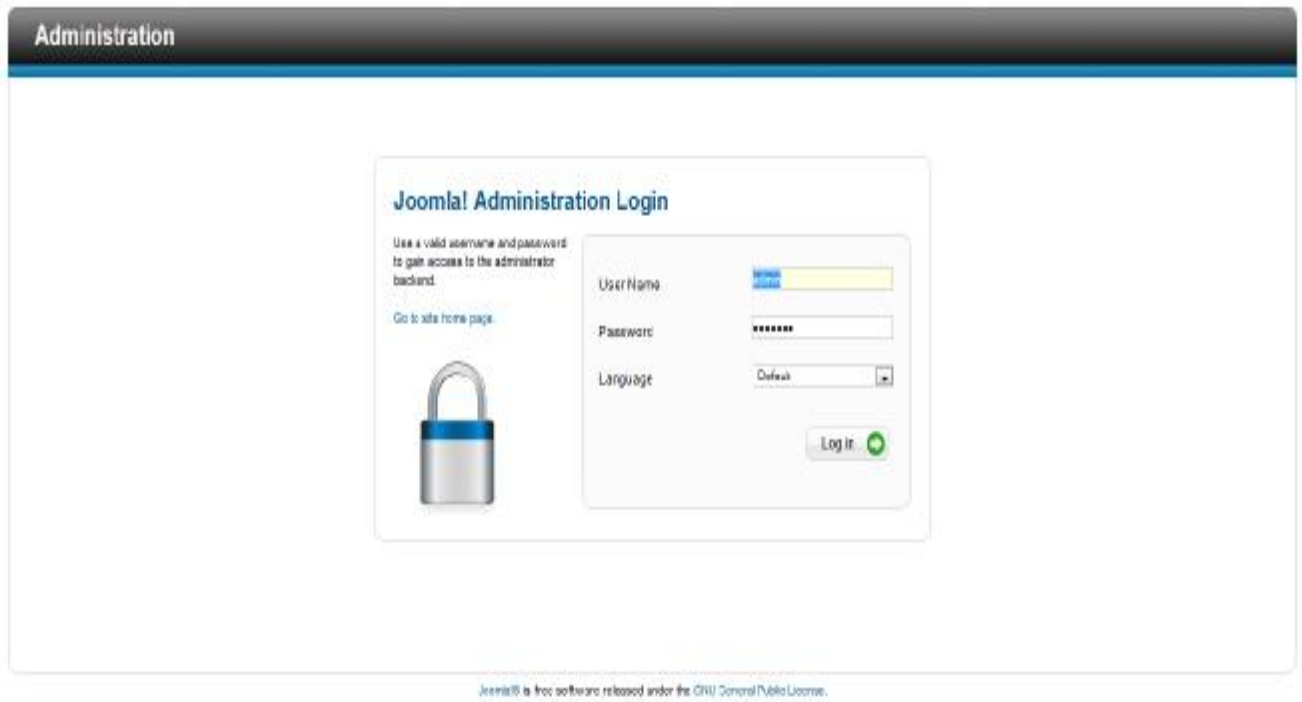 Administration
Joomla! Administration Login
Use a valid username and password
to gain access to the administrator
backend.
Go to site home page.
User Name
admin
Password
Language
Default
Log in
Joomla!® is free software released under the GNU General Public License.